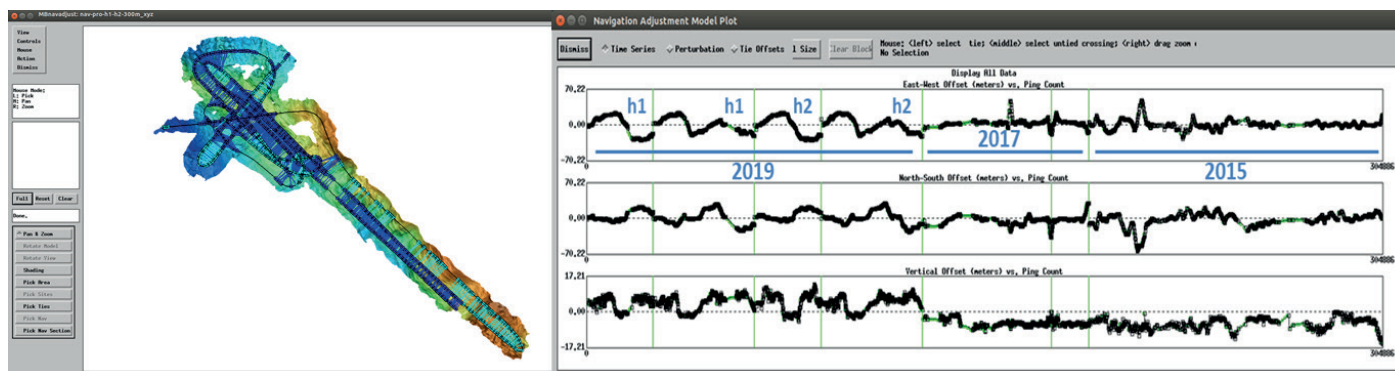 MBnavadjust: nav-pro-h1-h2-300m_xyz
View
Controls
Mouse
Notion
Dismiss
Mouse Mode:
L: Pick
M: Pan
R: Zoom
Full Reset Clear
Done.
Pan & Zoom
Rotate Model
Rotate View
Shading
Pick Area
Pick Sites
Pick Ties
Pick Nav
Pick Nav Section
Navigation Adjustment Model Plot
Dismiss Time Series Perturbation Tie Offsets 1 Size Clear Block Mouse: <left> select tie; <middle> select untied crossing; <right> drag zoom
No Selection
Display All Data
East-West Offset (meters) vs. Ping Count
70,22
0,00
-70,22
h1 h1 h2 h2
2019 2017 2015
0 304886
North-South Offset (meters) vs. Ping Count
70,22
0,00
-70,22
0 304886
Vertical Offset (meters) vs. Ping Count
17,21
0,00
-17,21
0 304886